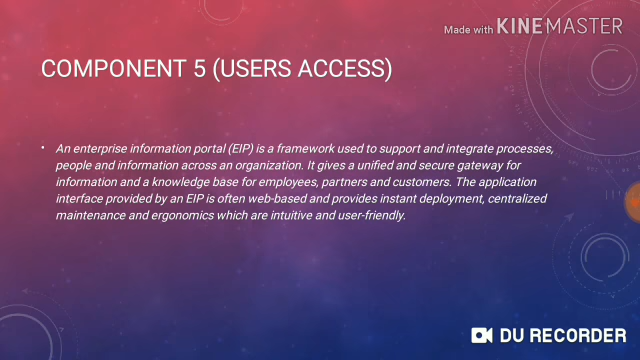 Made with KINEMASTER
COMPONENT 5 (USERS ACCESS)
• An enterprise information portal (EIP) is a framework used to support and integrate processes,
people and information across an organization. It gives a unified and secure gateway for
information and a knowledge base for employees, partners and customers. The application
interface provided by an EIP is often web-based and provides instant deployment, centralized
maintenance and ergonomics which are intuitive and user-friendly.
DU RECORDER